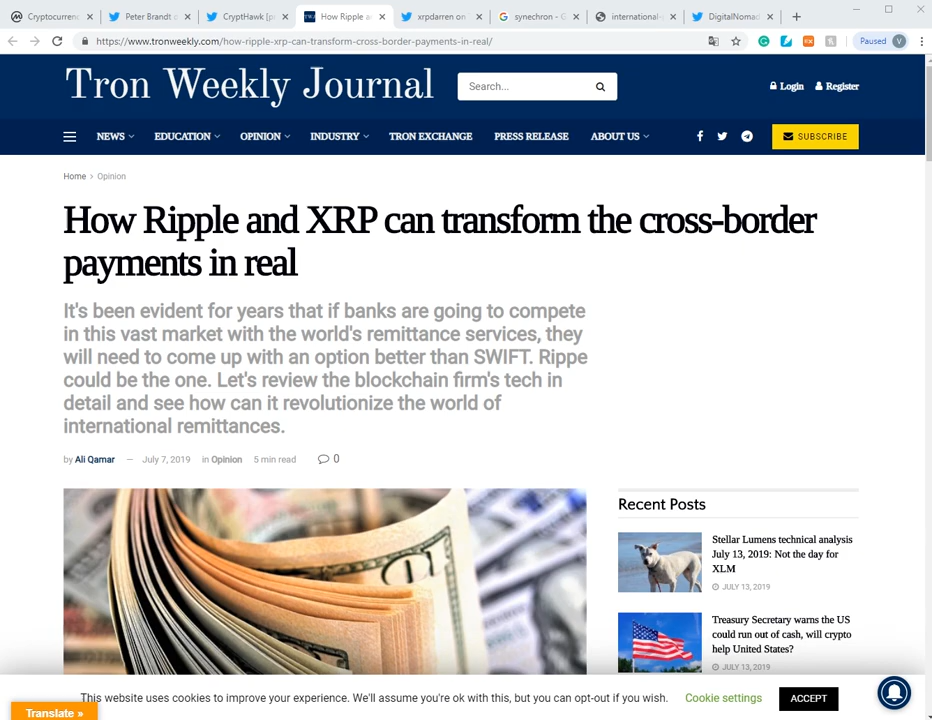 Cryptocurrenc
Peter Brandt o
CryptHawk [pr
How Ripple an
xrpdarren on
synechron - G
international-p
DigitalNomad
https://www.tronweekly.com/how-ripple-xrp-can-transform-cross-border-payments-in-real/
Paused V
Tron Weekly Journal
Search...
Login Register
NEWS EDUCATION OPINION INDUSTRY TRON EXCHANGE PRESS RELEASE ABOUT US SUBSCRIBE
Home > Opinion
How Ripple and XRP can transform the cross-border
payments in real
It's been evident for years that if banks are going to compete
in this vast market with the world's remittance services, they
will need to come up with an option better than SWIFT. Rippe
could be the one. Let's review the blockchain firm's tech in
detail and see how can it revolutionize the world of
international remittances.
by Ali Qamar — July 7, 2019 in Opinion 5 min read 0
Recent Posts
Stellar Lumens technical analysis
July 13, 2019: Not the day for
XLM
JULY 13, 2019
Treasury Secretary warns the US
could run out of cash, will crypto
help United States?
JULY 13, 2019
This website uses cookies to improve your experience. We'll assume you're ok with this, but you can opt-out if you wish. Cookie settings ACCEPT
Translate »